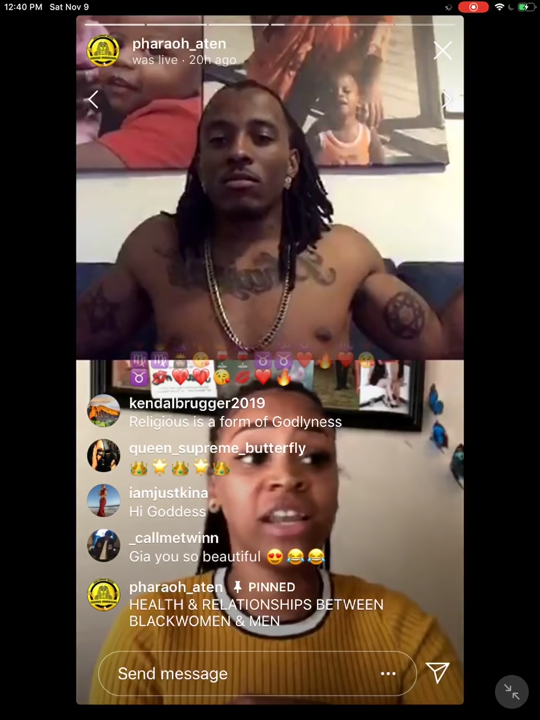 12:40 PM Sat Nov 9
pharaoh_aten
was live · 20h ago
kendalbrugger2019
Religious is a form of Godlyness
queen_supreme_butterfly
👑⭐👑⭐👑
iamjustkina
Hi Goddess
_callmetwinn
Gia you so beautiful 😍😂😂
pharaoh_aten PINNED
HEALTH & RELATIONSHIPS BETWEEN
BLACKWOMEN & MEN
Send message